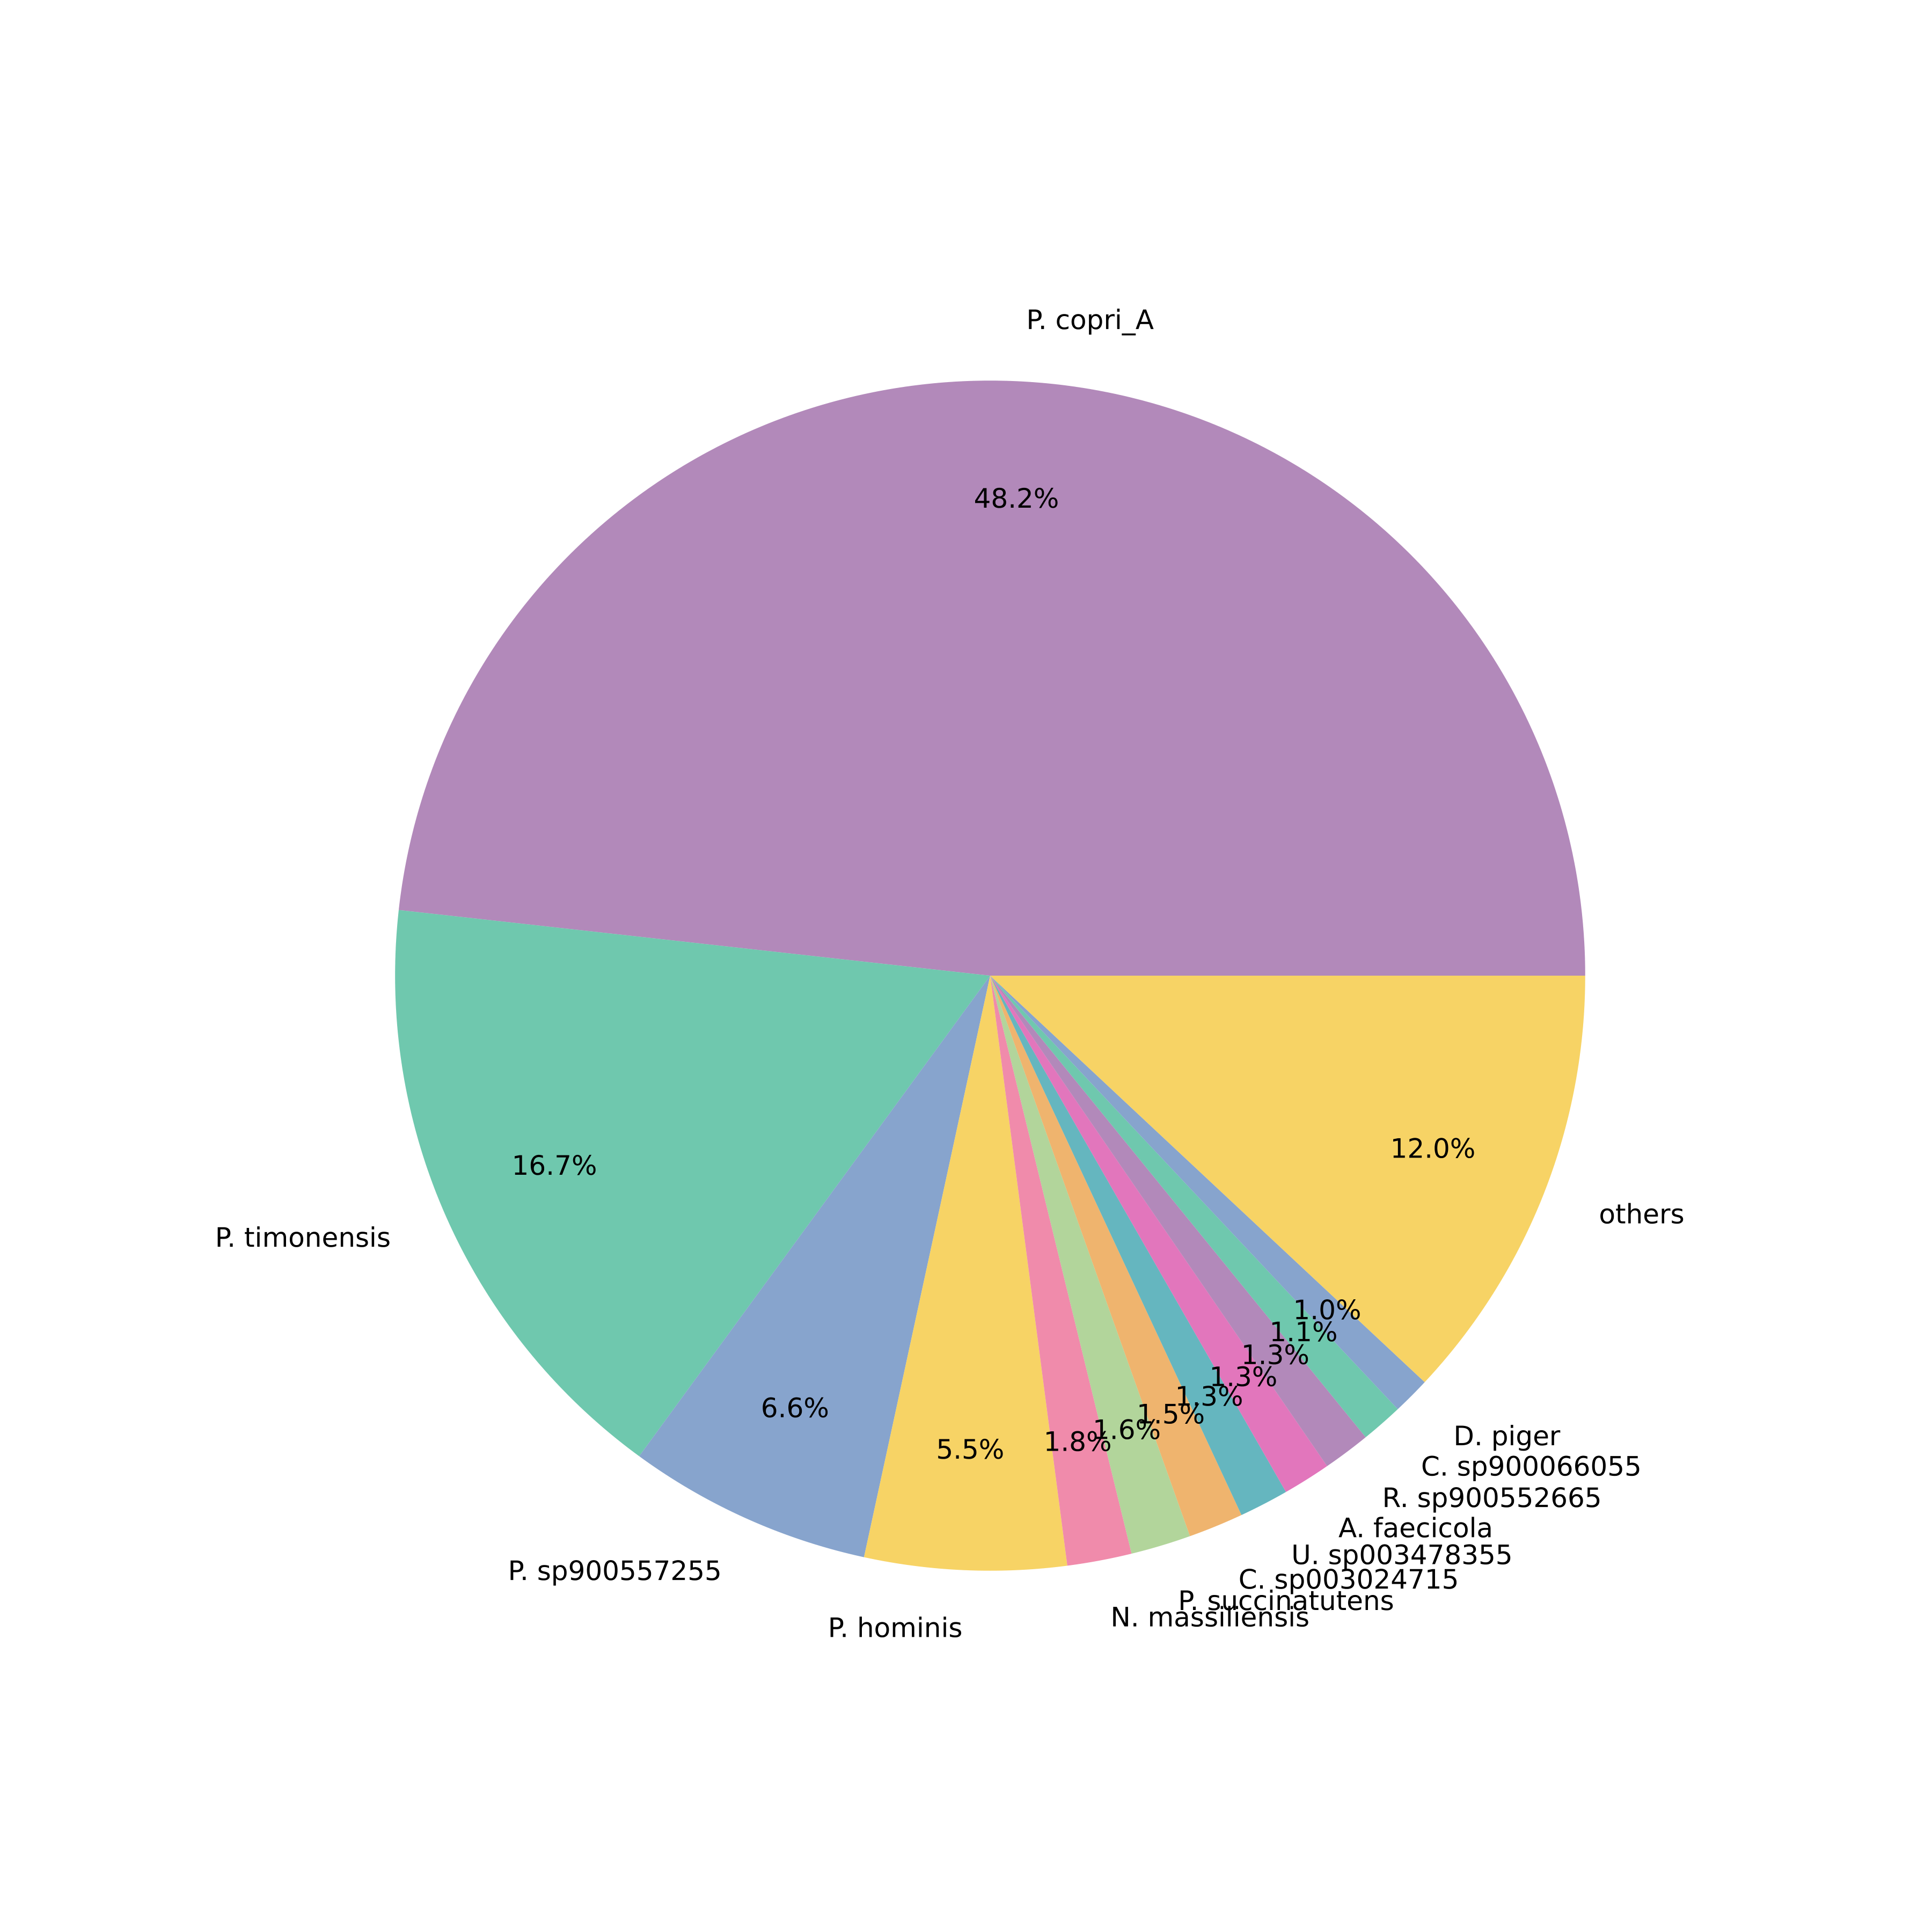 P. copri_A
48.2%
16.7%
P. timonensis
6.6%
P. sp900557255
5.5%
P. hominis
1.8%
N. massiliensis
1.6%
P. succinatutens
1.5%
C. sp003024715
1.3%
U. sp003478355
1.3%
A. faecicola
1.3%
R. sp900552665
1.1%
C. sp900066055
1.0%
D. piger
12.0%
others